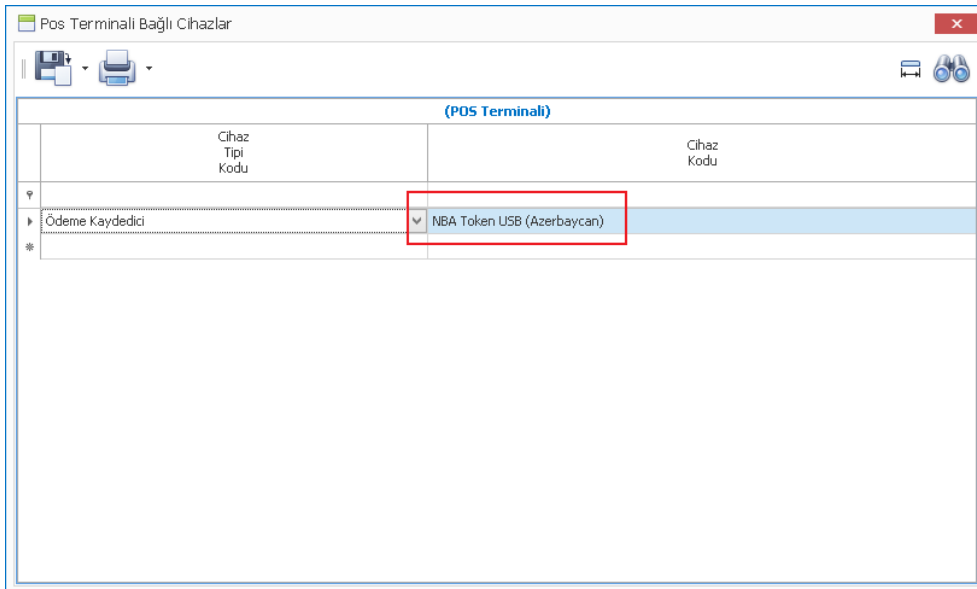 Pos Terminali Bağlı Cihazlar
(POS Terminali)
Cihaz
Tipi
Kodu
Cihaz
Kodu
Ödeme Kaydedici
NBA Token USB (Azerbaycan)